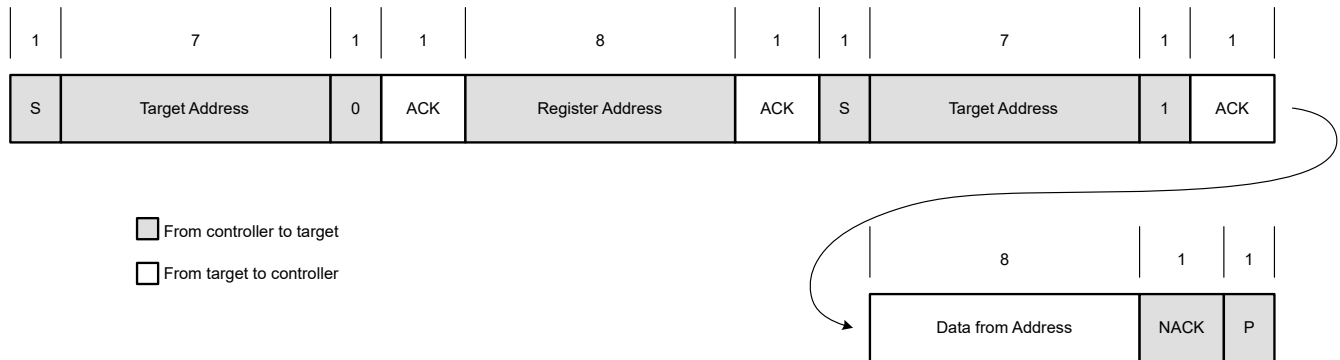 1 7 1 1 8 1 1 7 1 1
S Target Address 0 ACK Register Address ACK S Target Address 1 ACK
From controller to target
From target to controller
8 1 1
Data from Address NACK P